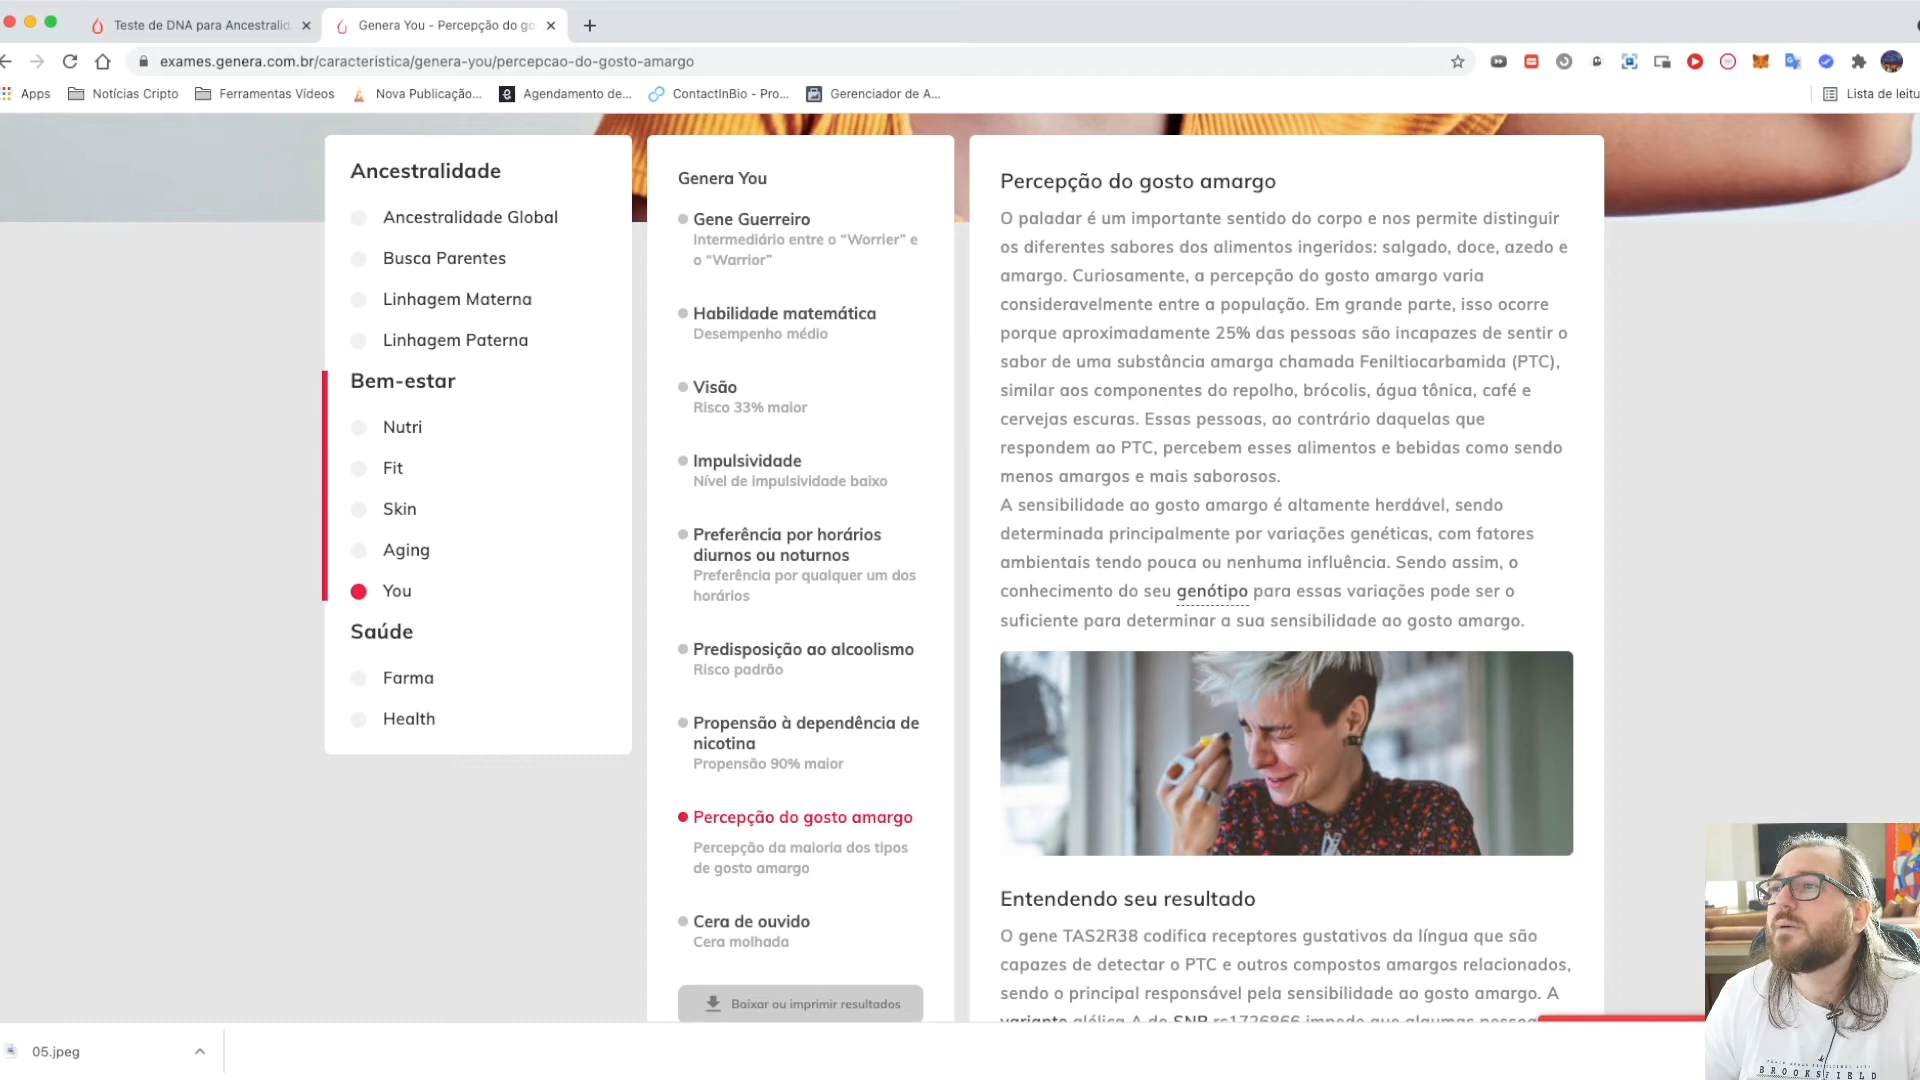 Teste de DNA para Ancestralid
Genera You - Percepção do go
exames.genera.com.br/caracteristica/genera-you/percepcao-do-gosto-amargo
Apps
Notícias Cripto
Ferramentas Vídeos
Nova Publicação...
Agendamento de...
ContactInBio - Pro...
Gerenciador de A...
Lista de leitu
Ancestralidade
Ancestralidade Global
Busca Parentes
Linhagem Materna
Linhagem Paterna
Bem-estar
Nutri
Fit
Skin
Aging
You
Saúde
Farma
Health
Genera You
Gene Guerreiro
Intermediário entre o “Worrier” e
o “Warrior”
Habilidade matemática
Desempenho médio
Visão
Risco 33% maior
Impulsividade
Nível de impulsividade baixo
Preferência por horários
diurnos ou noturnos
Preferência por qualquer um dos
horários
Predisposição ao alcoolismo
Risco padrão
Propensão à dependência de
nicotina
Propensão 90% maior
Percepção do gosto amargo
Percepção da maioria dos tipos
de gosto amargo
Cera de ouvido
Cera molhada
Baixar ou imprimir resultados
Percepção do gosto amargo
O paladar é um importante sentido do corpo e nos permite distinguir
os diferentes sabores dos alimentos ingeridos: salgado, doce, azedo e
amargo. Curiosamente, a percepção do gosto amargo varia
consideravelmente entre a população. Em grande parte, isso ocorre
porque aproximadamente 25% das pessoas são incapazes de sentir o
sabor de uma substância amarga chamada Feniltiocarbamida (PTC),
similar aos componentes do repolho, brócolis, água tônica, café e
cervejas escuras. Essas pessoas, ao contrário daquelas que
respondem ao PTC, percebem esses alimentos e bebidas como sendo
menos amargos e mais saborosos.
A sensibilidade ao gosto amargo é altamente herdável, sendo
determinada principalmente por variações genéticas, com fatores
ambientais tendo pouca ou nenhuma influência. Sendo assim, o
conhecimento do seu genótipo para essas variações pode ser o
suficiente para determinar a sua sensibilidade ao gosto amargo.
Entendendo seu resultado
O gene TAS2R38 codifica receptores gustativos da língua que são
capazes de detectar o PTC e outros compostos amargos relacionados,
sendo o principal responsável pela sensibilidade ao gosto amargo. A
variante alélica A do SNP rs1726866 impede que algumas pessoa
05.jpeg
BROOKSFIELD